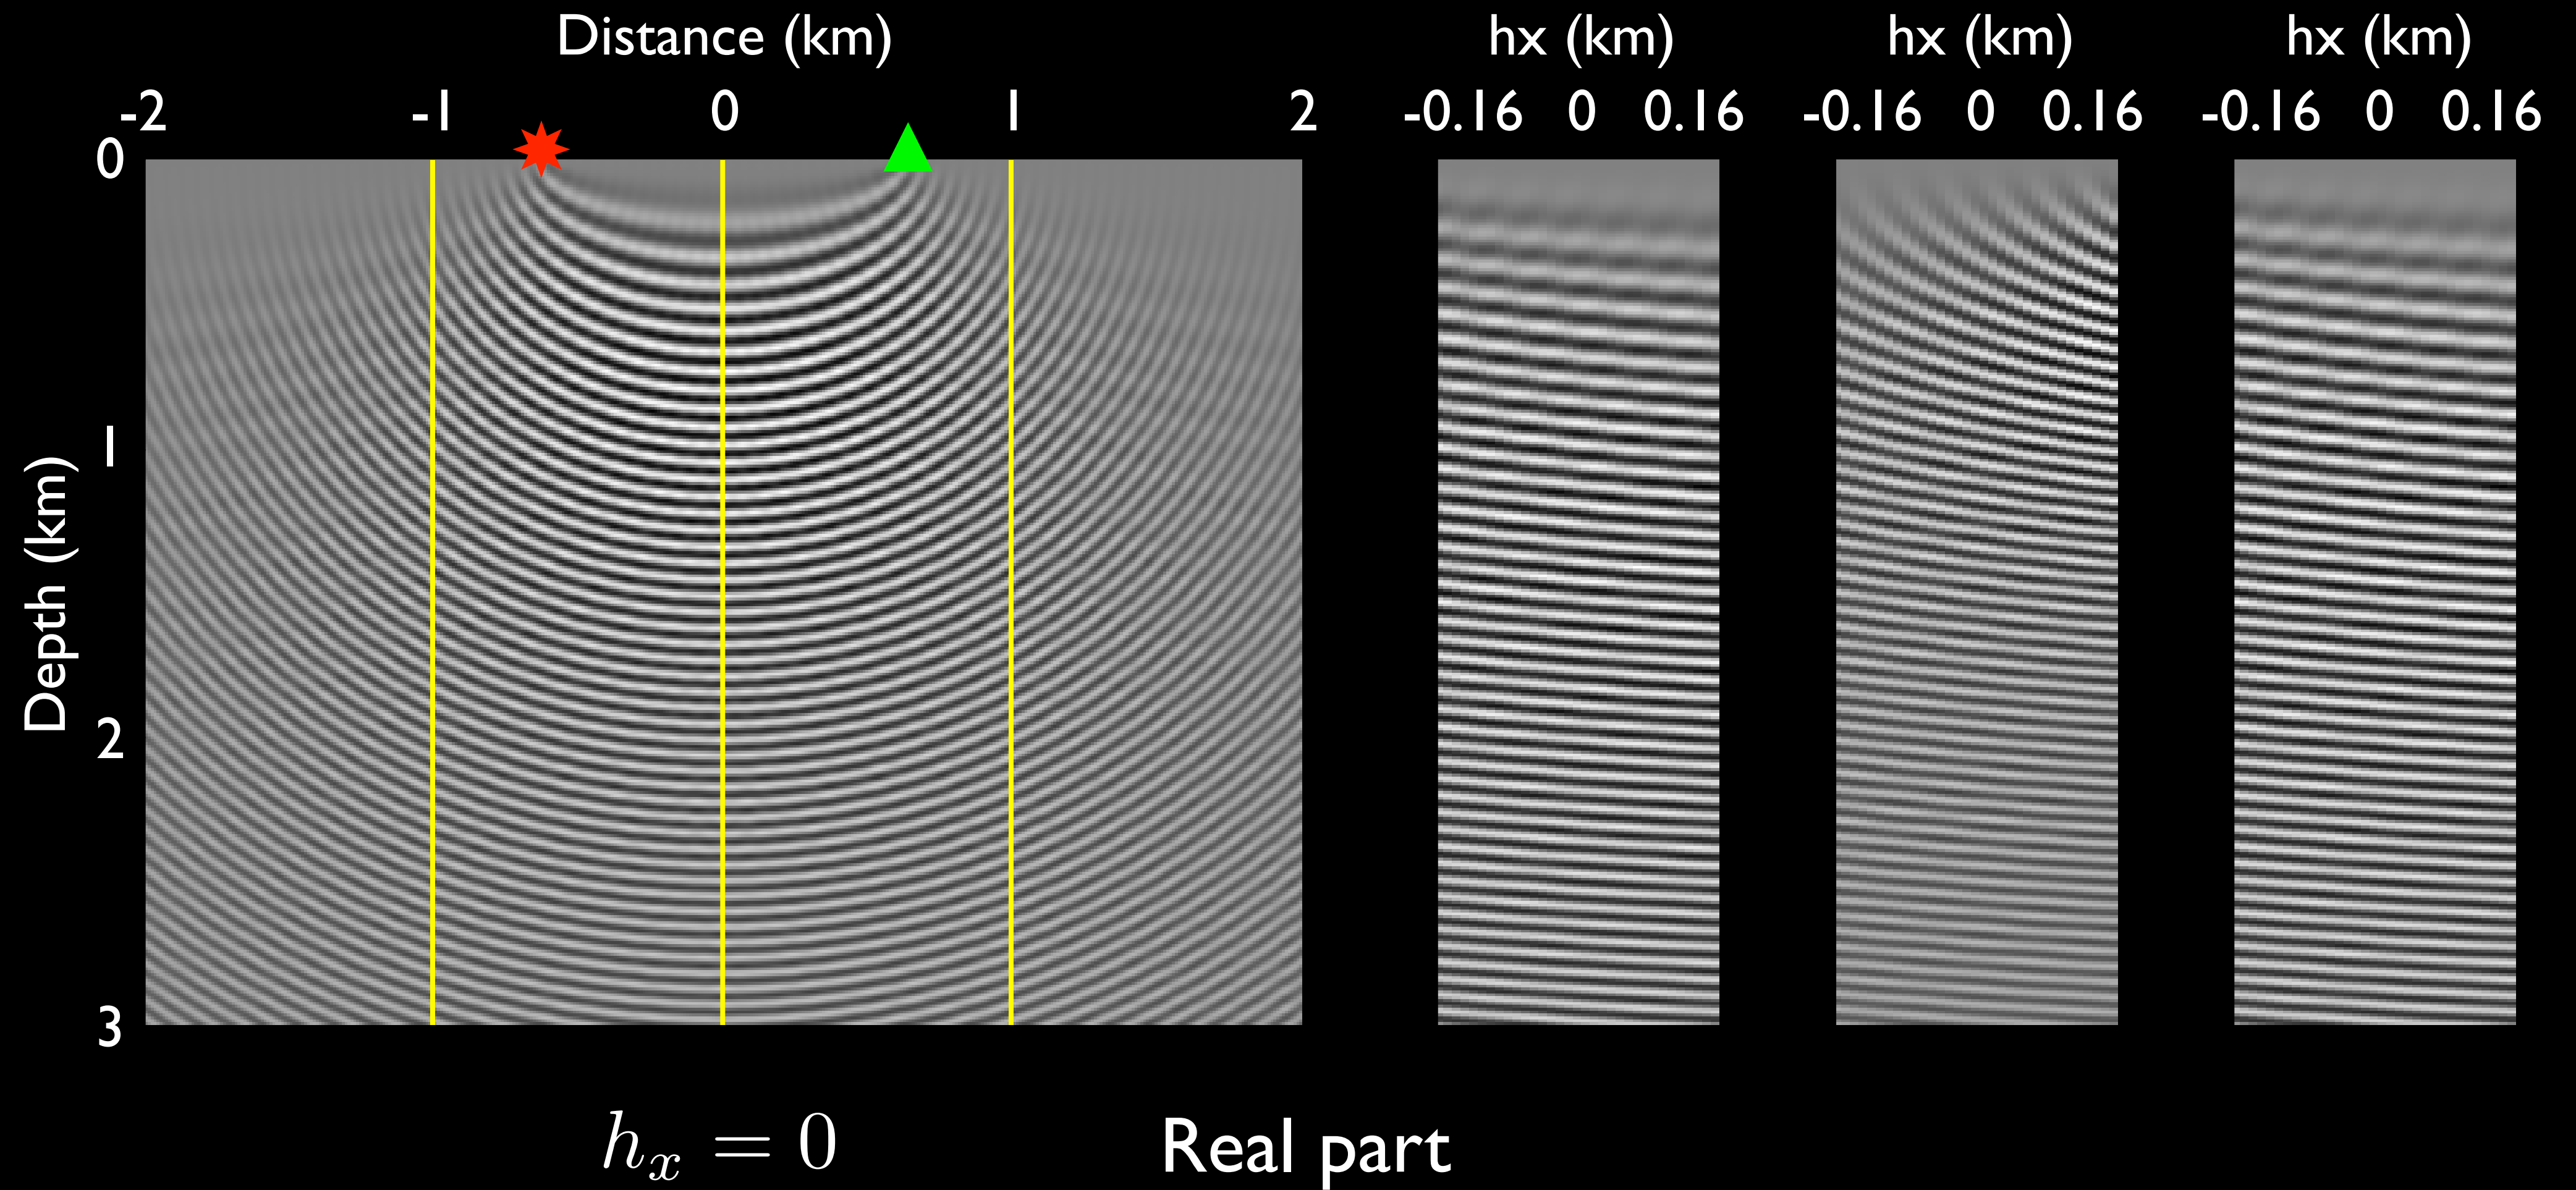 Distance (km)
-2 -1 0 1 2
0
1
2
3
Depth (km)
hx (km) hx (km) hx (km)
-0.16 0 0.16 -0.16 0 0.16 -0.16 0 0.16
h_x = 0
Real part